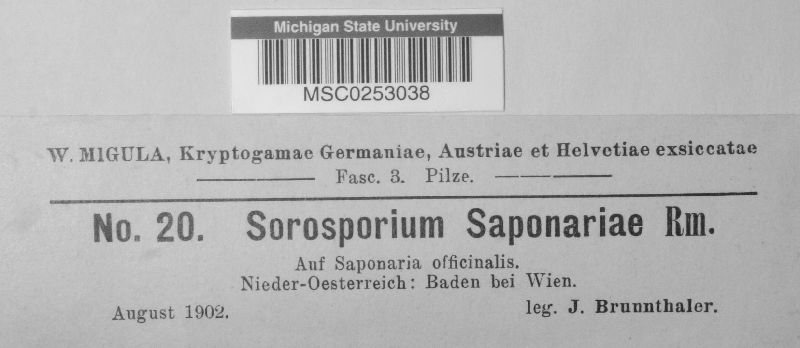 Michigan State University
MSC0253038
W. MIGULA, Kryptogamae Germaniae, Austriae et Helvetiae exsiccatae
Fasc. 3. Pilze.
No. 20. Sorosporium Saponariae Rm.
Auf Saponaria officinalis.
Nieder-Oesterreich: Baden bei Wien.
August 1902. leg. J. Brunnthaler.